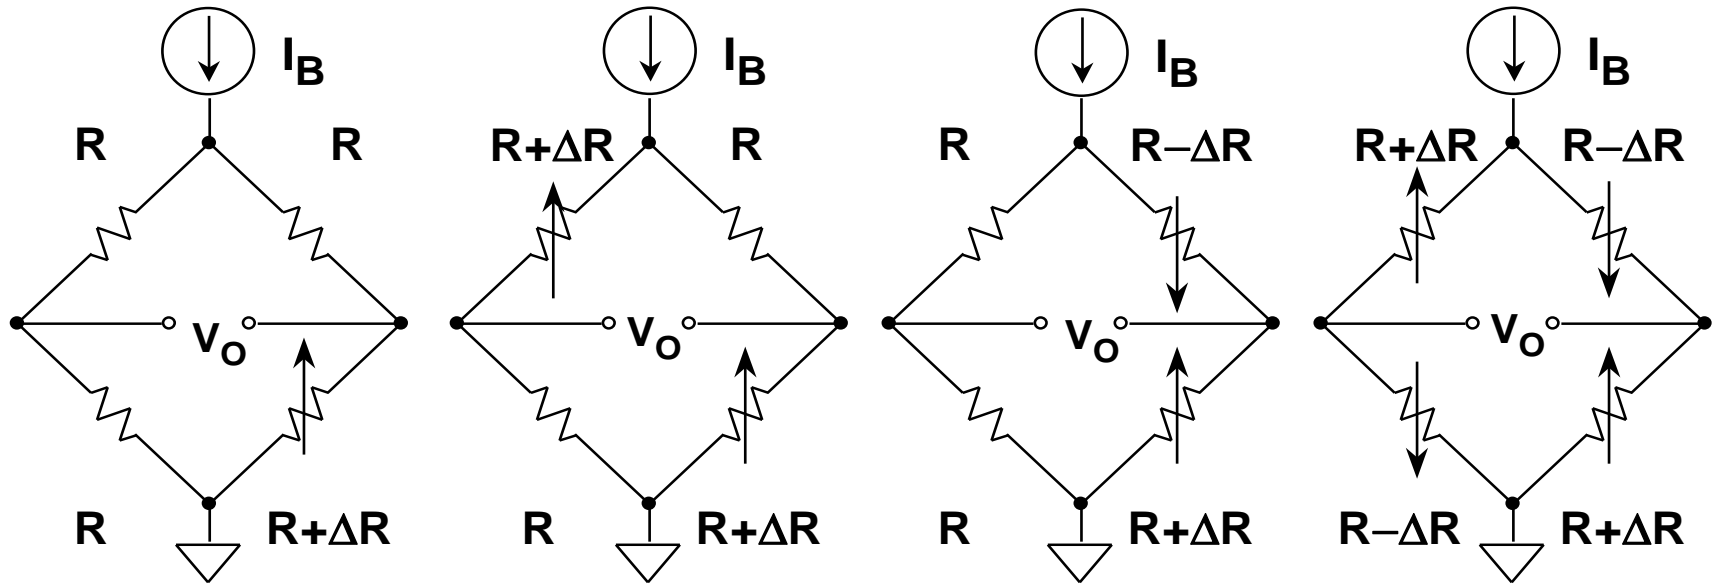 I_B I_B I_B I_B
R R R+ΔR R R R−ΔR R+ΔR R−ΔR
V_O V_O V_O V_O
R R+ΔR R R+ΔR R R+ΔR R−ΔR R+ΔR